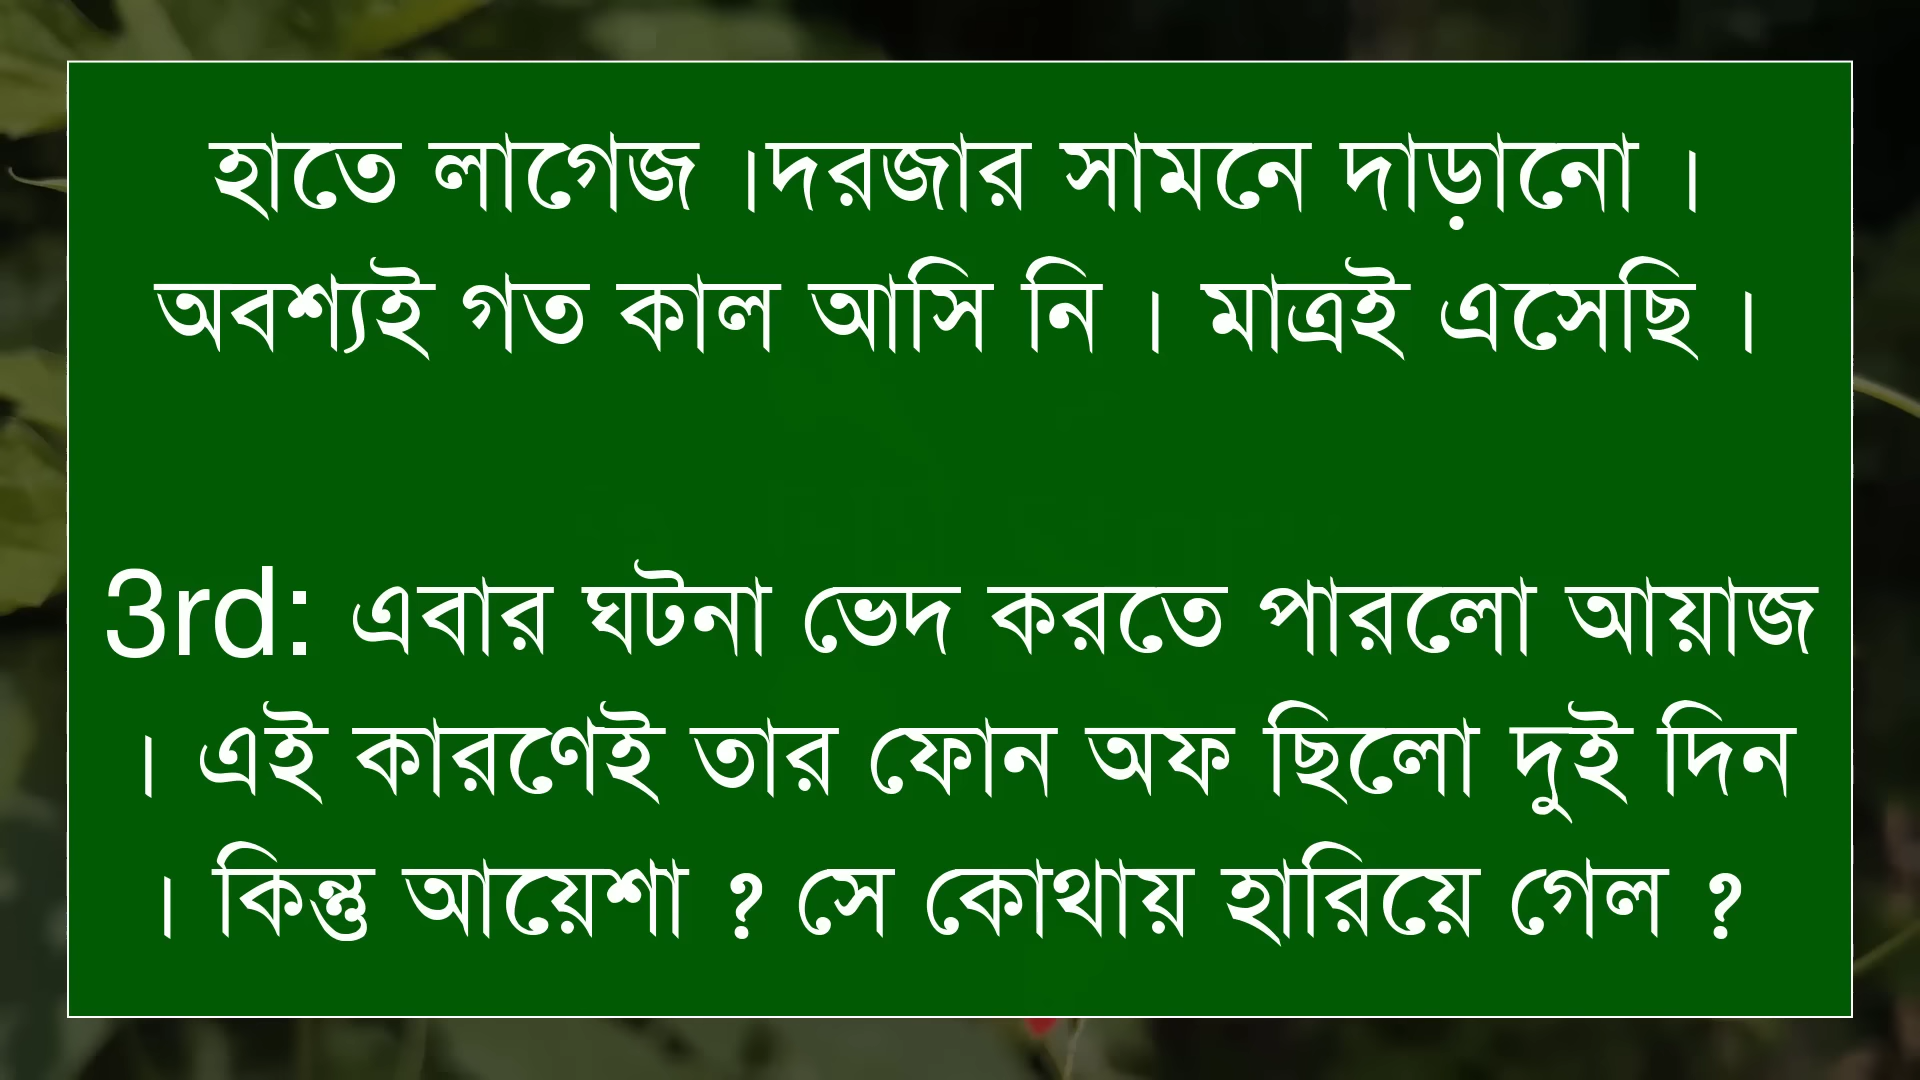 হাতে লাগেজ ।দরজার সামনে দাড়ানো ।
অবশ্যই গত কাল আসি নি । মাত্রই এসেছি ।
3rd: এবার ঘটনা ভেদ করতে পারলো আয়াজ
। এই কারণেই তার ফোন অফ ছিলো দুই দিন
। কিন্তু আয়েশা ? সে কোথায় হারিয়ে গেল ?